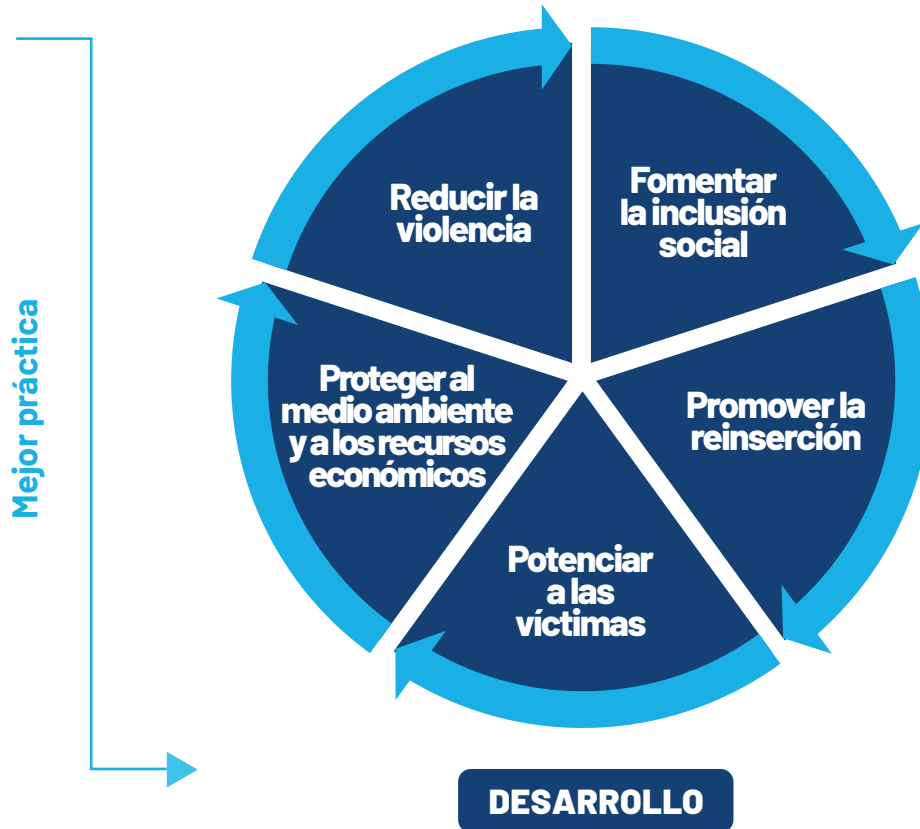 Mejor práctica
Reducir la
violencia
Fomentar
la inclusión
social
Promover la
reinserción
Potenciar
a las
víctimas
Proteger al
medio ambiente
y a los recursos
económicos
DESARROLLO